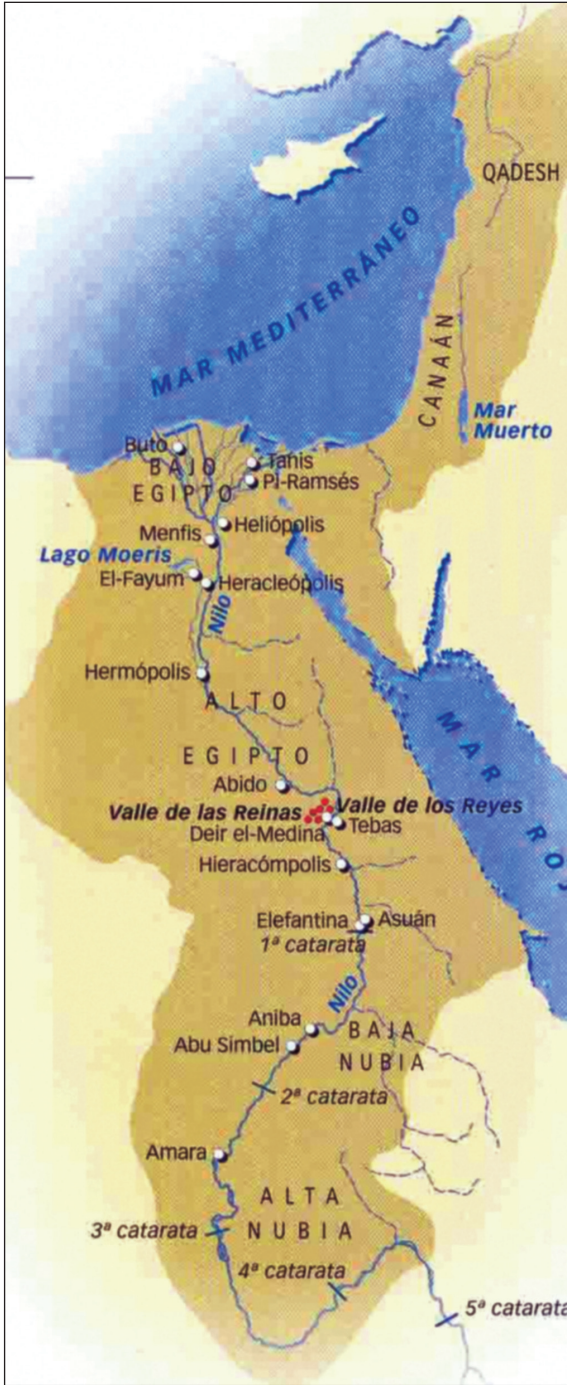 QADESH
MAR MEDITERRÁNEO
CANAÁN
Mar
Muerto
Buto
BAJO
EGIPTO
Tanis
Pi-Ramsés
Heliópolis
Menfis
Lago Moeris
El-Fayum
Heracleópolis
Nilo
Hermópolis
ALTO
EGIPTO
Abido
Valle de las Reinas
Valle de los Reyes
Deir el-Medina
Tebas
Hieracómpolis
MAR ROJ
Elefantina
Asuán
1ª catarata
Nilo
Aniba
BAJA
NUBIA
Abu Simbel
2ª catarata
Amara
ALTA
NUBIA
3ª catarata
4ª catarata
5ª catarata